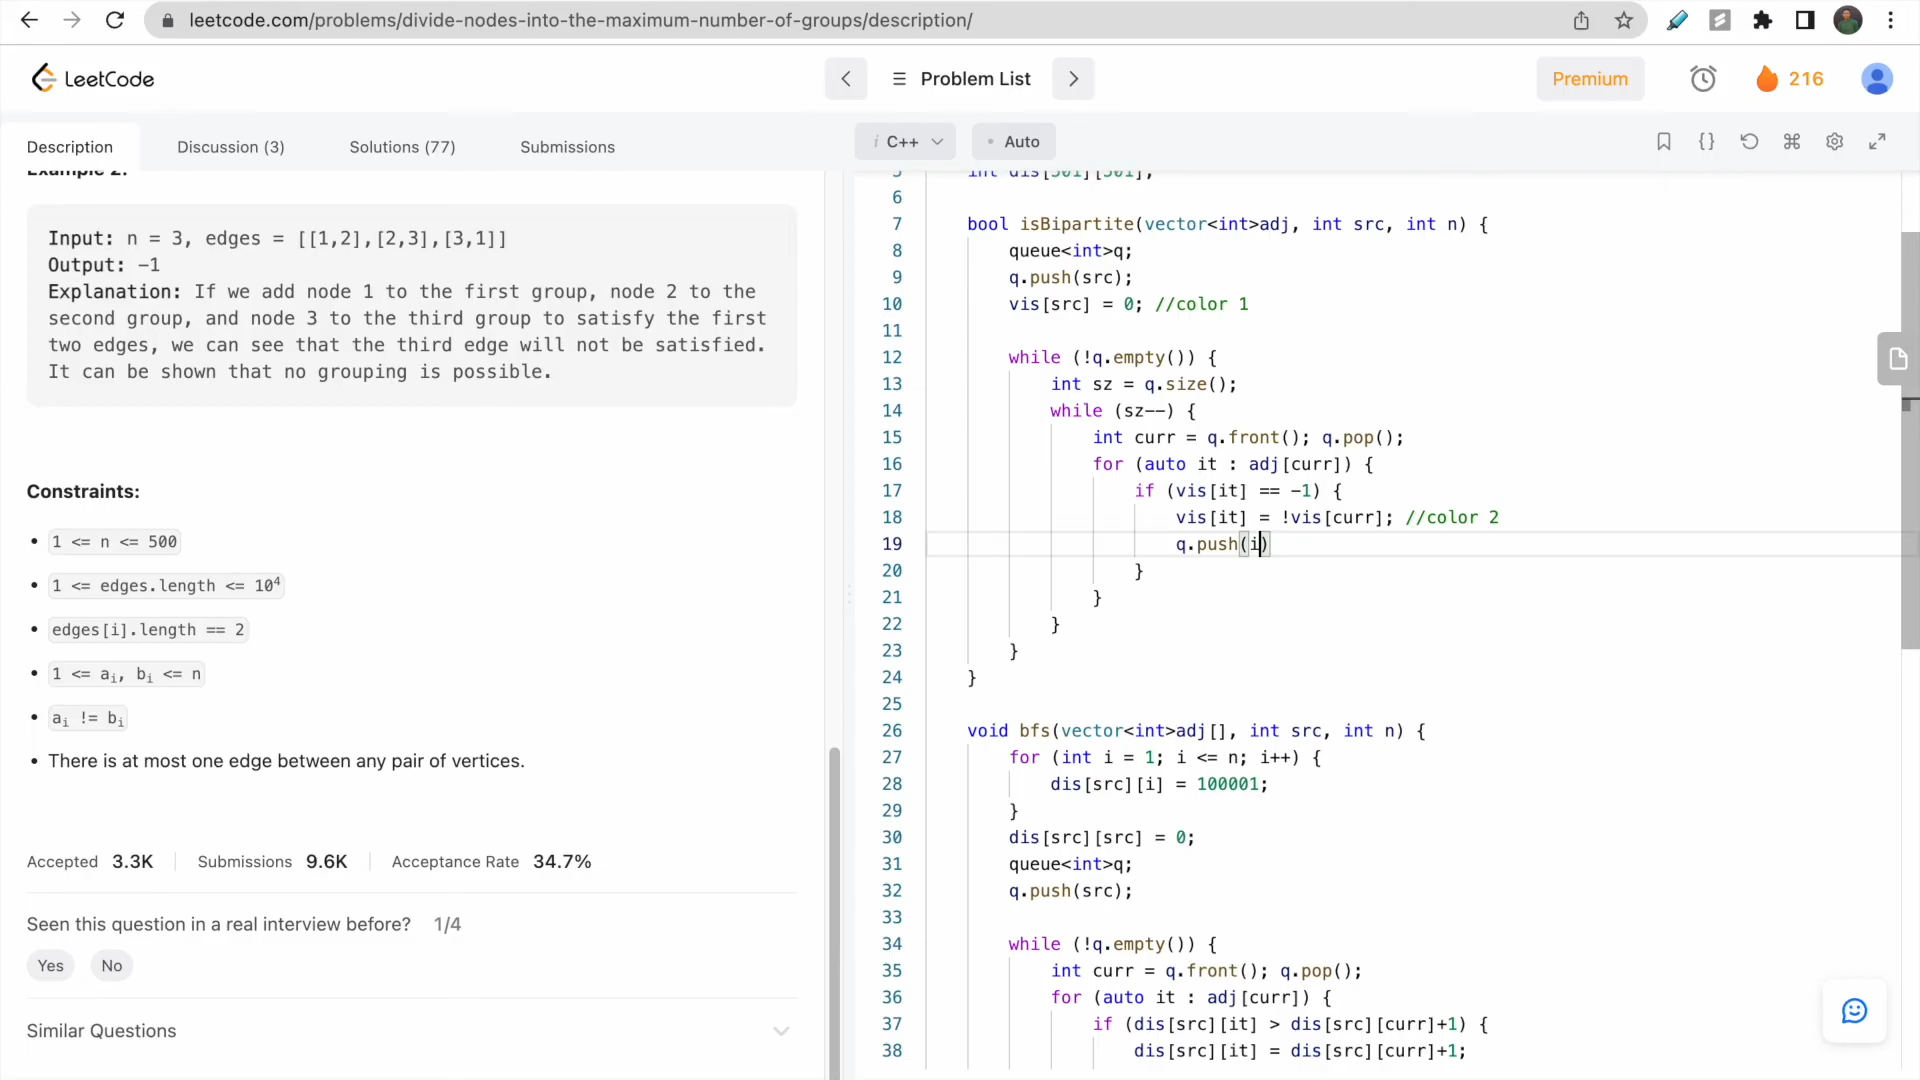 leetcode.com/problems/divide-nodes-into-the-maximum-number-of-groups/description/
LeetCode
Problem List
Premium
216
Description
Discussion (3)
Solutions (77)
Submissions
i C++
Auto
Example 2:
Input: n = 3, edges = [[1,2],[2,3],[3,1]]
Output: -1
Explanation: If we add node 1 to the first group, node 2 to the
second group, and node 3 to the third group to satisfy the first
two edges, we can see that the third edge will not be satisfied.
It can be shown that no grouping is possible.
Constraints:
• 1 <= n <= 500
• 1 <= edges.length <= 10⁴
• edges[i].length == 2
• 1 <= aᵢ, bᵢ <= n
• aᵢ != bᵢ
• There is at most one edge between any pair of vertices.
Accepted 3.3K
Submissions 9.6K
Acceptance Rate 34.7%
Seen this question in a real interview before? 1/4
Yes
No
Similar Questions
5 int dis[501][501];
6
7 bool isBipartite(vector<int>adj, int src, int n) {
8 queue<int>q;
9 q.push(src);
10 vis[src] = 0; //color 1
11
12 while (!q.empty()) {
13 int sz = q.size();
14 while (sz--) {
15 int curr = q.front(); q.pop();
16 for (auto it : adj[curr]) {
17 if (vis[it] == -1) {
18 vis[it] = !vis[curr]; //color 2
19 q.push(i)
20 }
21 }
22 }
23 }
24 }
25
26 void bfs(vector<int>adj[], int src, int n) {
27 for (int i = 1; i <= n; i++) {
28 dis[src][i] = 100001;
29 }
30 dis[src][src] = 0;
31 queue<int>q;
32 q.push(src);
33
34 while (!q.empty()) {
35 int curr = q.front(); q.pop();
36 for (auto it : adj[curr]) {
37 if (dis[src][it] > dis[src][curr]+1) {
38 dis[src][it] = dis[src][curr]+1;